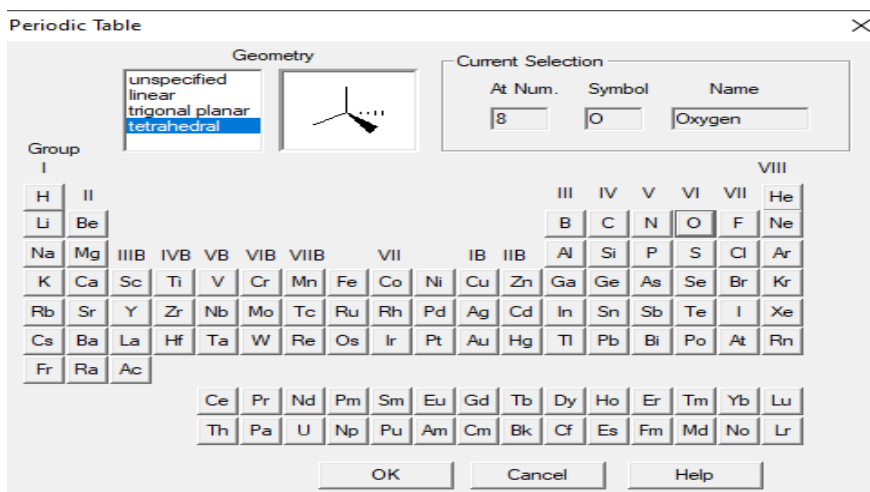 Periodic Table
Geometry
unspecified
linear
trigonal planar
tetrahedral
Current Selection
At Num. Symbol Name
8 O Oxygen
Group
I VIII
H II III IV V VI VII He
Li Be B C N O F Ne
Na Mg IIIB IVB VB VIB VIIB VII IB IIB Al Si P S Cl Ar
K Ca Sc Ti V Cr Mn Fe Co Ni Cu Zn Ga Ge As Se Br Kr
Rb Sr Y Zr Nb Mo Tc Ru Rh Pd Ag Cd In Sn Sb Te I Xe
Cs Ba La Hf Ta W Re Os Ir Pt Au Hg Tl Pb Bi Po At Rn
Fr Ra Ac
Ce Pr Nd Pm Sm Eu Gd Tb Dy Ho Er Tm Yb Lu
Th Pa U Np Pu Am Cm Bk Cf Es Fm Md No Lr
OK Cancel Help